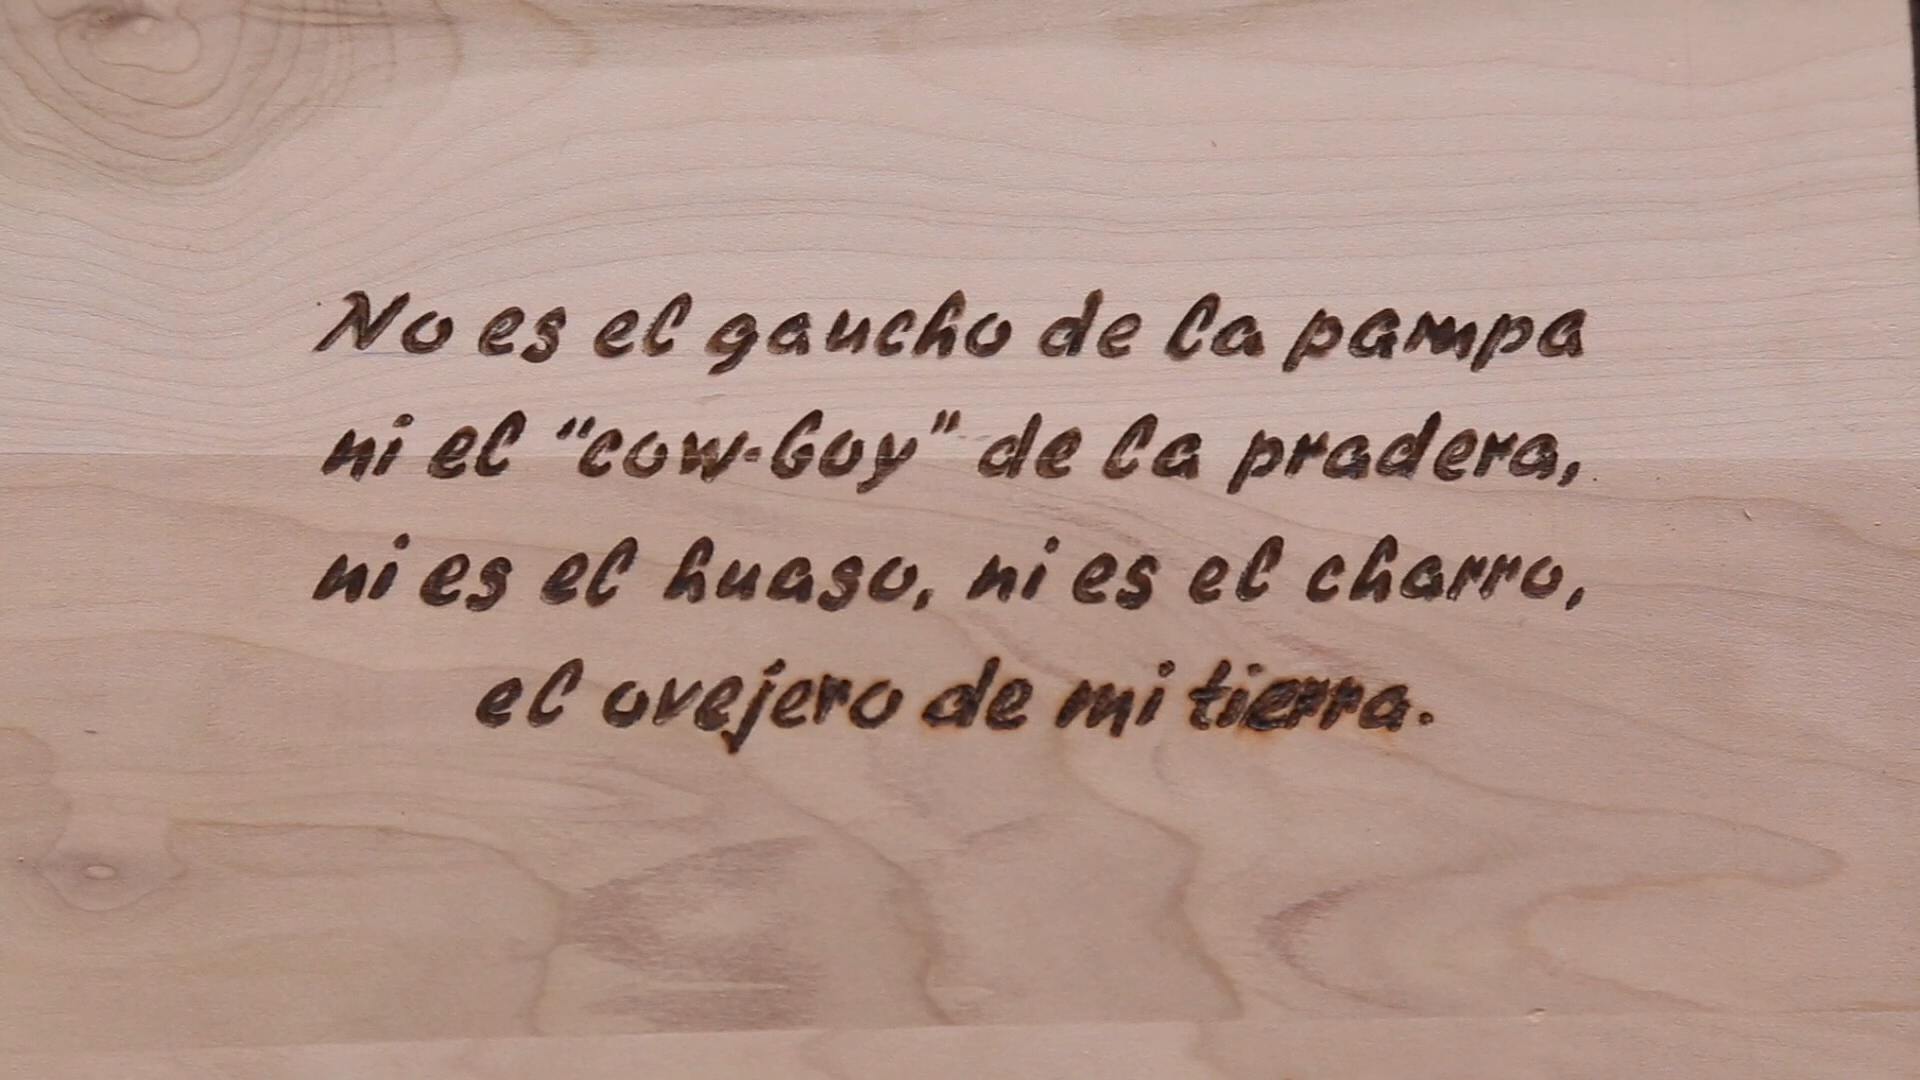 No es el gaucho de la pampa
ni el “cow-boy” de la pradera,
ni es el huaso, ni es el charro,
el ovejero de mi tierra.